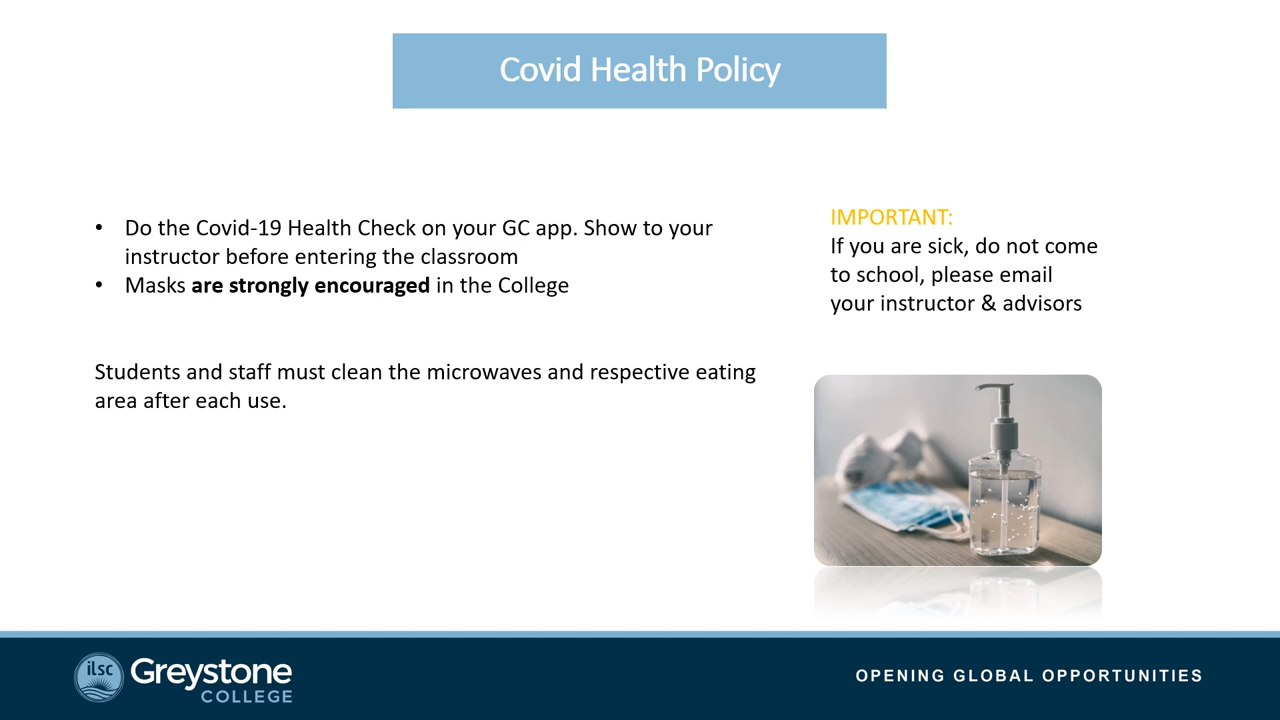 Covid Health Policy
• Do the Covid-19 Health Check on your GC app. Show to your
instructor before entering the classroom
• Masks are strongly encouraged in the College
Students and staff must clean the microwaves and respective eating
area after each use.
IMPORTANT:
If you are sick, do not come
to school, please email
your instructor & advisors
ilsc
Greystone
COLLEGE
OPENING GLOBAL OPPORTUNITIES